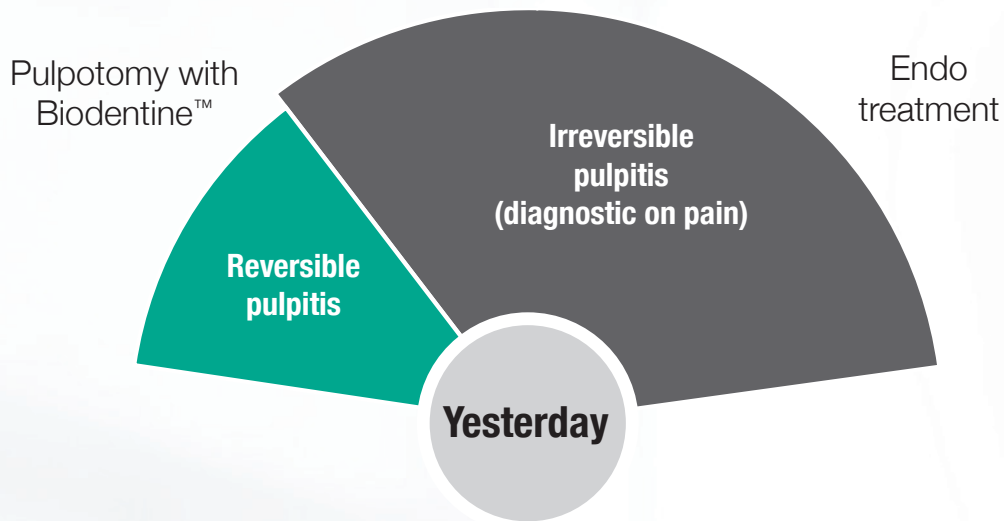 Pulpotomy with
Biodentine™
Endo
treatment
Irreversible
pulpitis
(diagnostic on pain)
Reversible
pulpitis
Yesterday